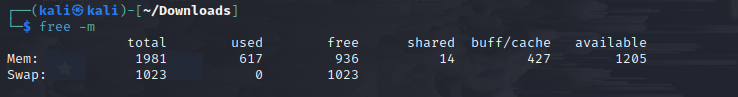 ┌──(kali㉿kali)-[~/Downloads]
└─$ free -m
               total        used        free      shared  buff/cache   available
Mem:            1981         617         936          14         427        1205
Swap:           1023           0        1023